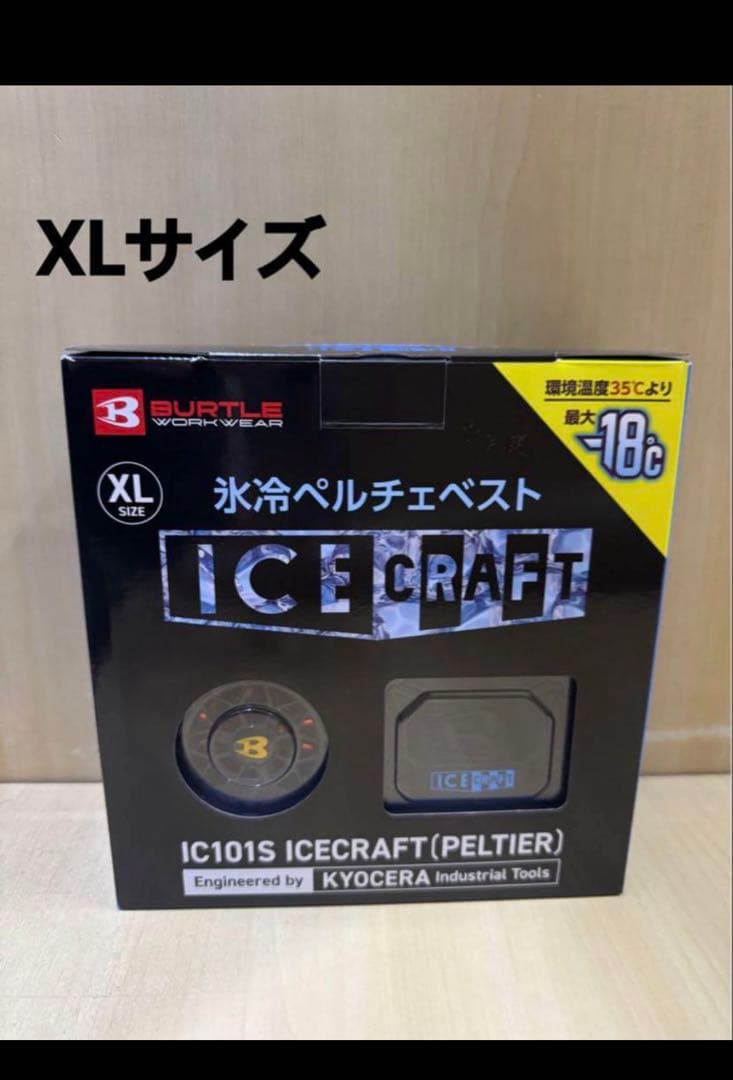 XLサイズ
BURTLE
WORKWEAR
環境温度35℃より
最大
-18℃
XL
SIZE
氷冷ペルチェベスト
ICE CRAFT
B
ICE CRAFT
IC101S ICECRAFT(PELTIER)
Engineered by KYOCERA Industrial Tools